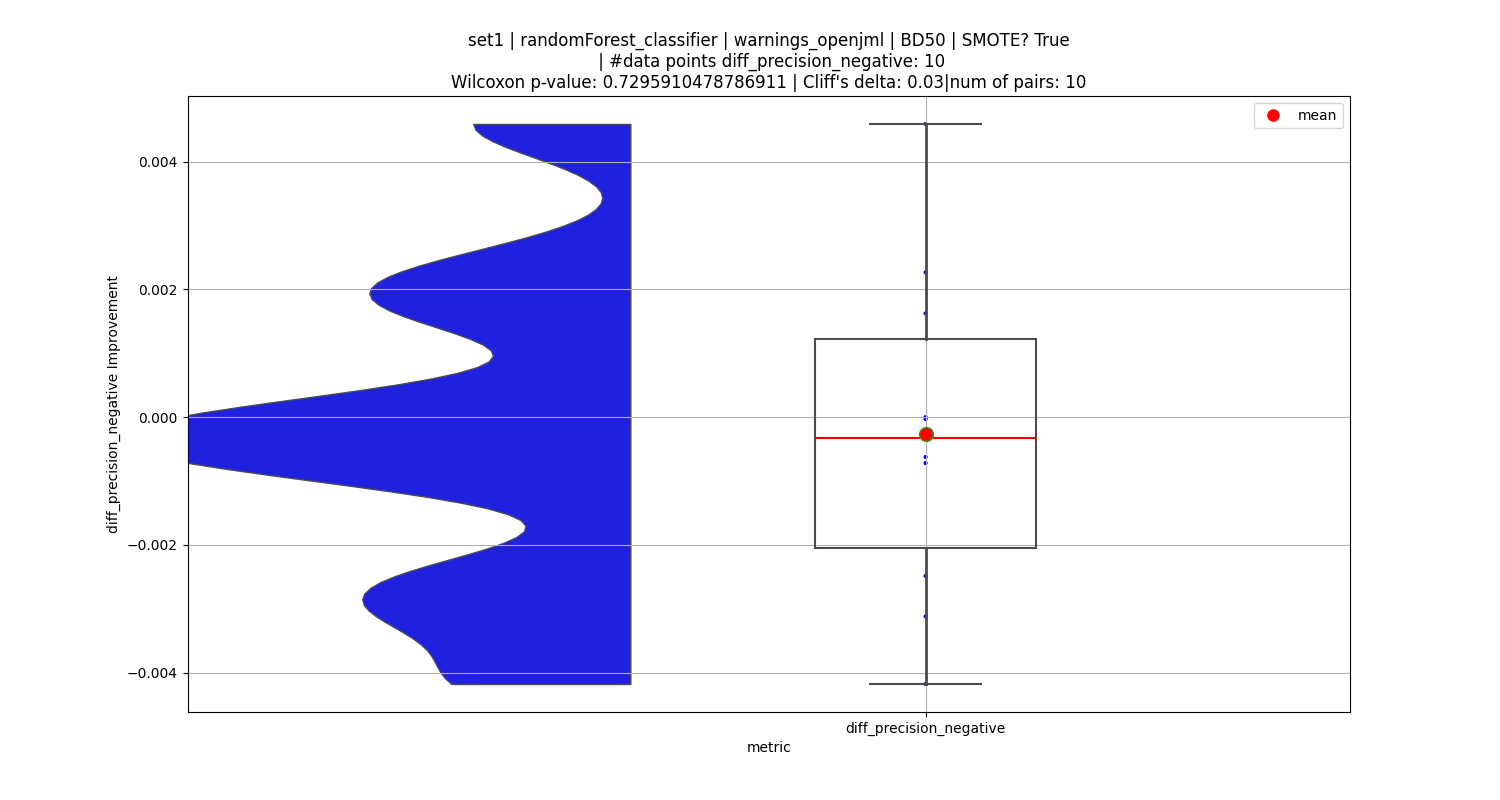 set1 | randomForest_classifier | warnings_openjml | BD50 | SMOTE? True
| #data points diff_precision_negative: 10
Wilcoxon p-value: 0.7295910478786911 | Cliff's delta: 0.03|num of pairs: 10
mean
0.004
0.002
0.000
−0.002
−0.004
diff_precision_negative Improvement
diff_precision_negative
metric